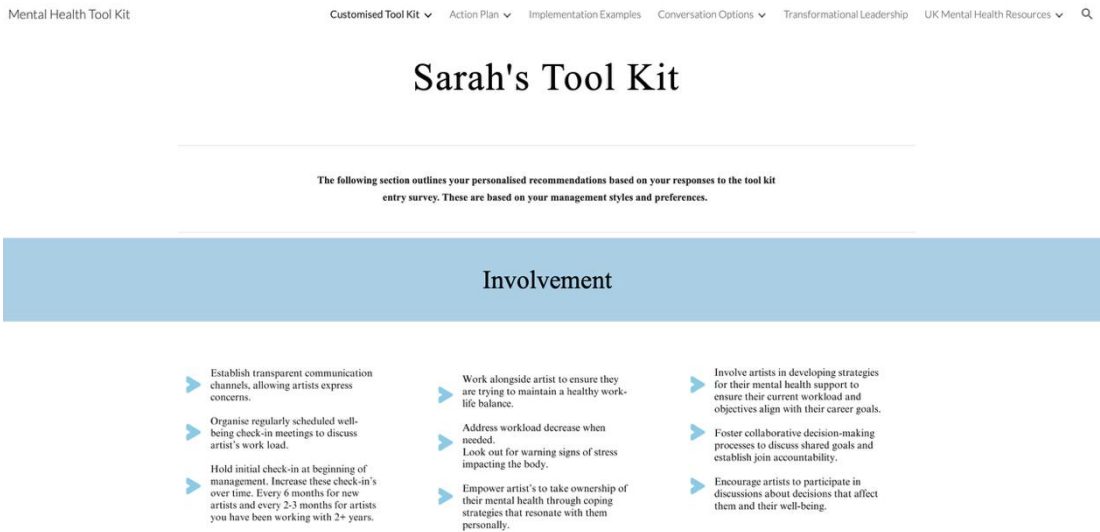 Mental Health Tool Kit
Customised Tool Kit
Action Plan
Implementation Examples
Conversation Options
Transformational Leadership
UK Mental Health Resources
Sarah's Tool Kit
The following section outlines your personalised recommendations based on your responses to the tool kit
entry survey. These are based on your management styles and preferences.
Involvement
Establish transparent communication
channels, allowing artists express
concerns.
Organise regularly scheduled well-
being check-in meetings to discuss
artist's work load.
Hold initial check-in at beginning of
management. Increase these check-in's
over time. Every 6 months for new
artists and every 2-3 months for artists
you have been working with 2+ years.
Work alongside artist to ensure they
are trying to maintain a healthy work-
life balance.
Address workload decrease when
needed.
Look out for warning signs of stress
impacting the body.
Empower artist's to take ownership of
their mental health through coping
strategies that resonate with them
personally.
Involve artists in developing strategies
for their mental health support to
ensure their current workload and
objectives align with their career goals.
Foster collaborative decision-making
processes to discuss shared goals and
establish join accountability.
Encourage artists to participate in
discussions about decisions that affect
them and their well-being.